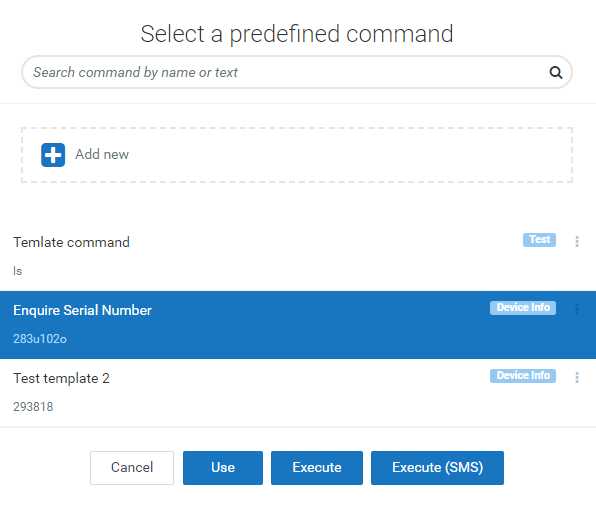 Select a predefined command
Search command by name or text
Add new
Temlate command
Test
ls
Enquire Serial Number
Device Info
283u102o
Test template 2
Device Info
293818
Cancel
Use
Execute
Execute (SMS)